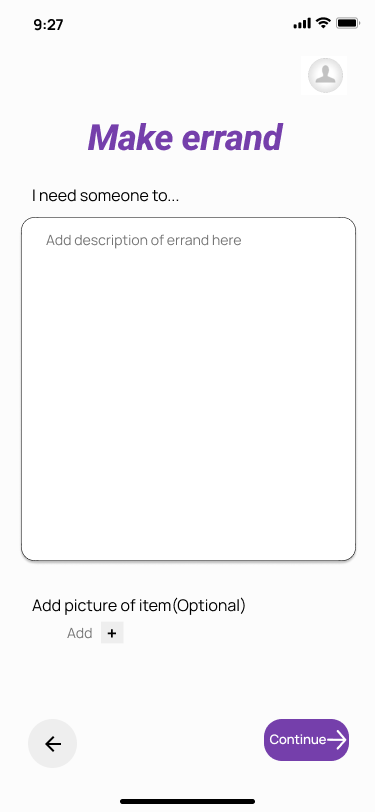 9:27
Make errand
I need someone to...
Add description of errand here
Add picture of item(Optional)
Add +
Continue